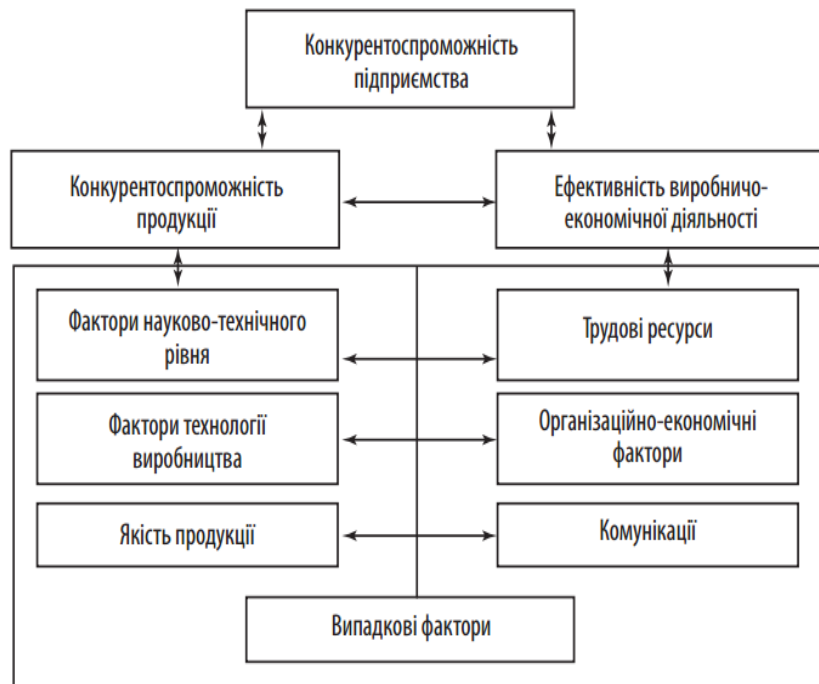 Конкурентоспроможність
підприємства
Конкурентоспроможність
продукції
Ефективність виробничо-
економічної діяльності
Фактори науково-технічного
рівня
Трудові ресурси
Фактори технології
виробництва
Організаційно-економічні
фактори
Якість продукції
Комунікації
Випадкові фактори